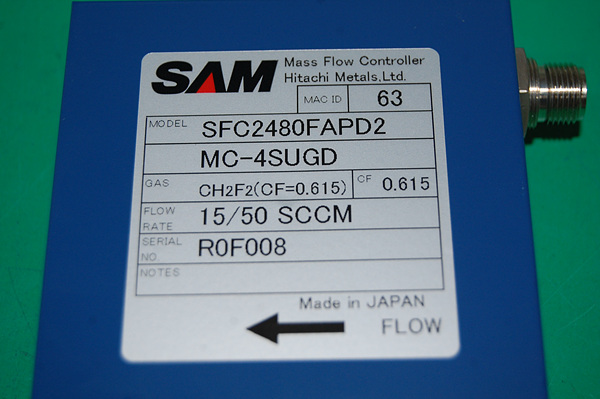 SAM
Mass Flow Controller
Hitachi Metals,Ltd.
MAC ID 63
MODEL SFC2480FAPD2
MC-4SUGD
GAS CH2F2(CF=0.615) CF 0.615
FLOW RATE 15/50 SCCM
SERIAL NO. R0F008
NOTES
Made in JAPAN
FLOW